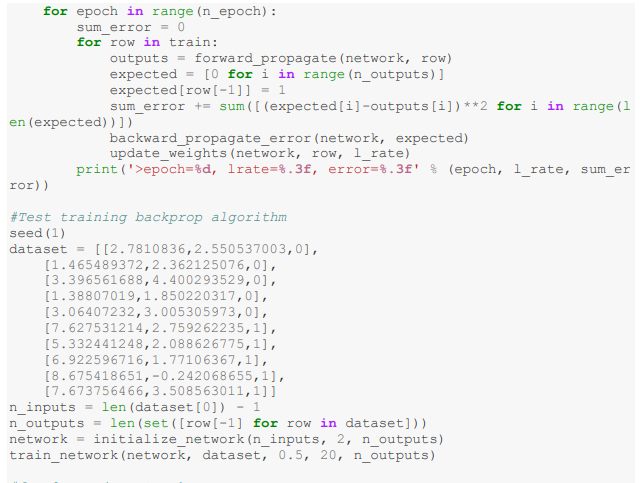 for epoch in range(n_epoch):
sum_error = 0
for row in train:
outputs = forward_propagate(network, row)
expected = [0 for i in range(n_outputs)]
expected[row[-1]] = 1
sum_error += sum([(expected[i]-outputs[i])**2 for i in range(l
en(expected))])
backward_propagate_error(network, expected)
update_weights(network, row, l_rate)
print('>epoch=%d, lrate=%.3f, error=%.3f' % (epoch, l_rate, sum_er
ror))
#Test training backprop algorithm
seed(1)
dataset = [[2.7810836,2.550537003,0],
[1.465489372,2.362125076,0],
[3.396561688,4.400293529,0],
[1.38807019,1.850220317,0],
[3.06407232,3.005305973,0],
[7.627531214,2.759262235,1],
[5.332441248,2.088626775,1],
[6.922596716,1.77106367,1],
[8.675418651,-0.242068655,1],
[7.673756466,3.508563011,1]]
n_inputs = len(dataset[0]) - 1
n_outputs = len(set([row[-1] for row in dataset]))
network = initialize_network(n_inputs, 2, n_outputs)
train_network(network, dataset, 0.5, 20, n_outputs)